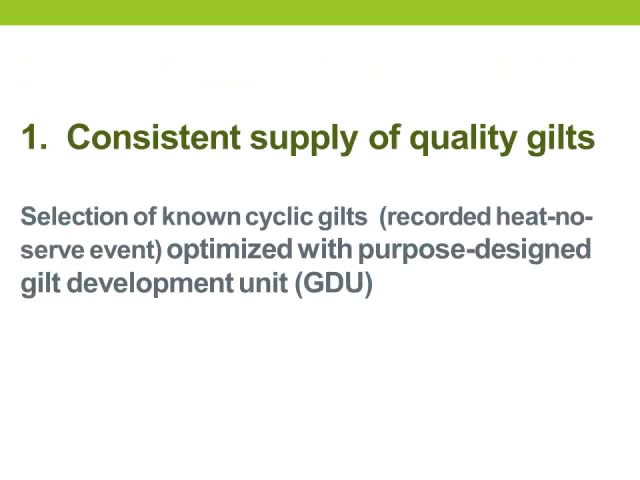 1. Consistent supply of quality gilts
Selection of known cyclic gilts (recorded heat-no-
serve event) optimized with purpose-designed
gilt development unit (GDU)